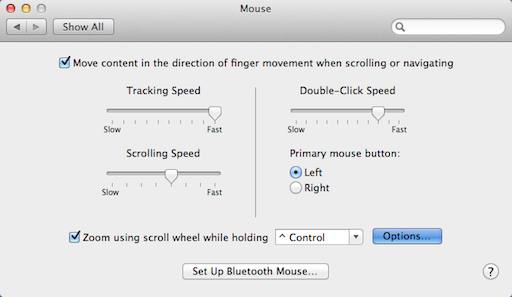 Mouse
Show All
Move content in the direction of finger movement when scrolling or navigating
Tracking Speed
Slow Fast
Double-Click Speed
Slow Fast
Scrolling Speed
Slow Fast
Primary mouse button:
Left
Right
Zoom using scroll wheel while holding ^ Control Options...
Set Up Bluetooth Mouse... ?